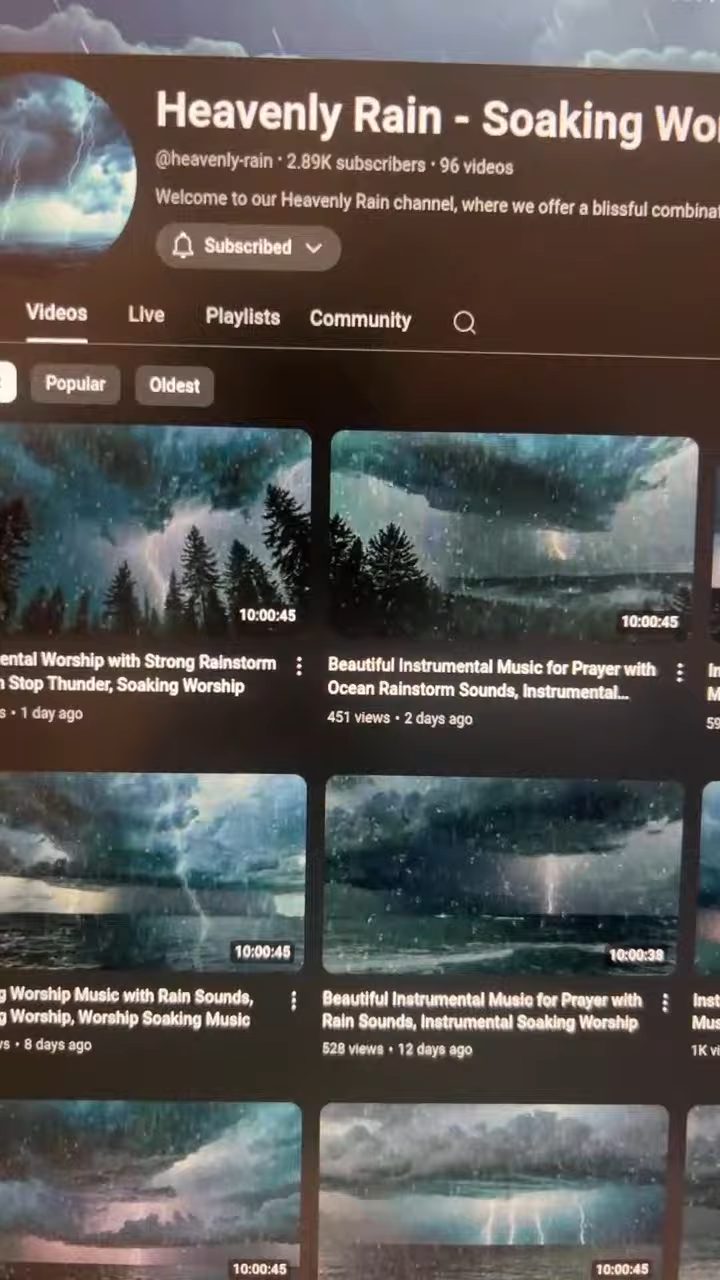 Heavenly Rain - Soaking
@heavenly-rain • 2.89K subscribers • 96 videos
Welcome to our Heavenly Rain channel, where we offer a blissful
Subscribed
Videos Live Playlists Community
Popular Oldest
10:00:45 10:00:45
Worship with Strong Rainstorm
Stop Thunder, Soaking Worship
• 1 day ago
Beautiful Instrumental Music for Prayer with
Ocean Rainstorm Sounds, Instrumental...
451 views • 2 days ago
10:00:45 10:00:38
Worship Music with Rain Sounds,
Worship, Worship Soaking Music
• 8 days ago
Beautiful Instrumental Music for Prayer with
Rain Sounds, Instrumental Soaking Worship
528 views • 12 days ago
1K
10:00:45 10:00:45